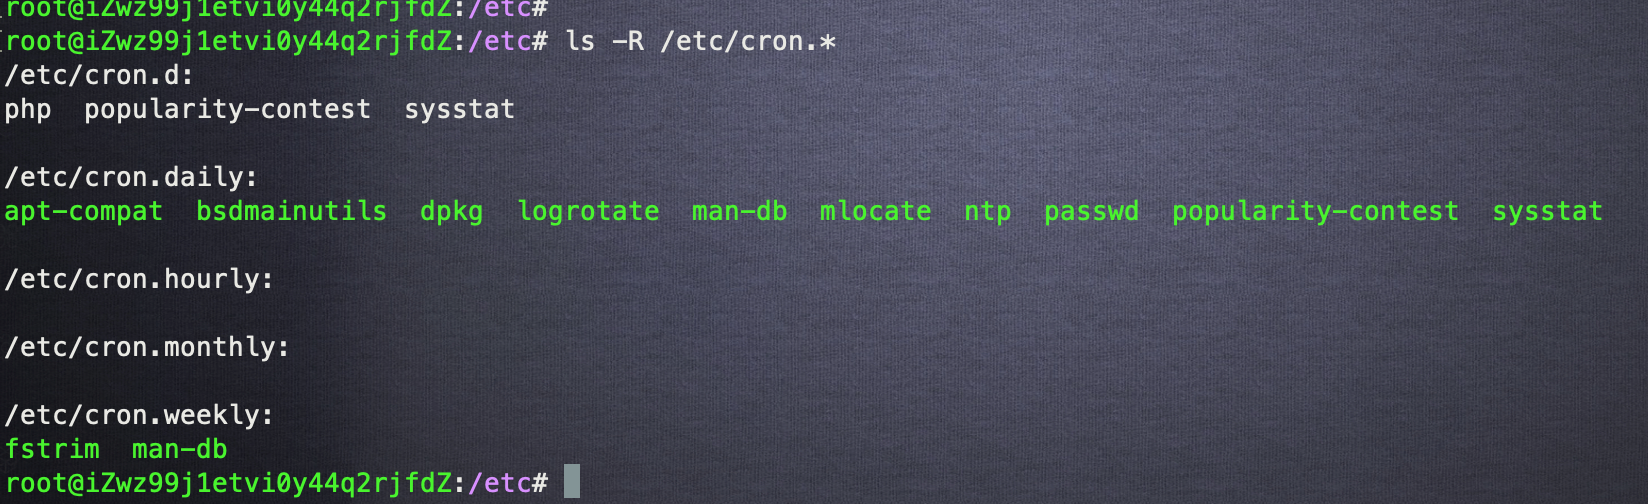 root@iZwz99j1etvi0y44q2rjfdZ:/etc#
root@iZwz99j1etvi0y44q2rjfdZ:/etc# ls -R /etc/cron.*
/etc/cron.d:
php  popularity-contest  sysstat
/etc/cron.daily:
apt-compat  bsdmainutils  dpkg  logrotate  man-db  mlocate  ntp  passwd  popularity-contest  sysstat
/etc/cron.hourly:
/etc/cron.monthly:
/etc/cron.weekly:
fstrim  man-db
root@iZwz99j1etvi0y44q2rjfdZ:/etc#